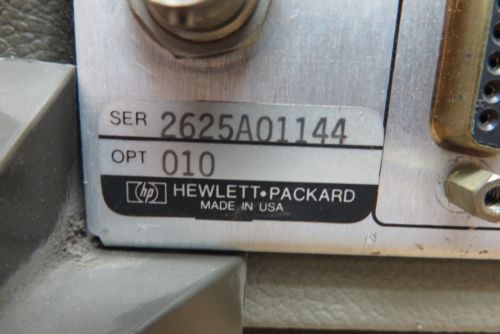 SER 2625A01144
OPT 010
hp HEWLETT•PACKARD
MADE IN USA